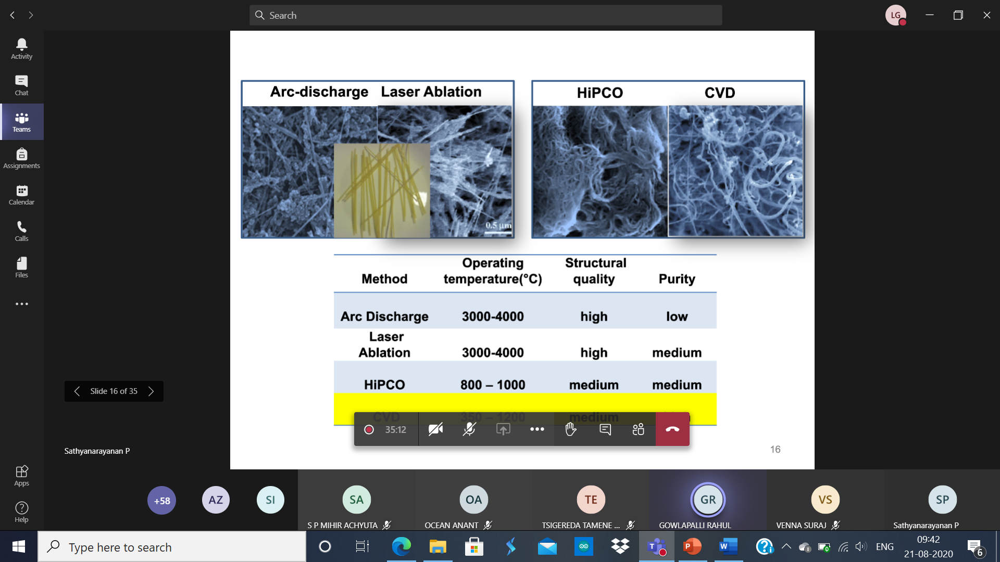 Search
LG
Activity
Chat
Teams
Assignments
Calendar
Calls
Files
Apps
Help
Arc-discharge Laser Ablation
0.5 µm
HiPCO CVD
Method Operating temperature(°C) Structural quality Purity
Arc Discharge 3000-4000 high low
Laser Ablation 3000-4000 high medium
HiPCO 800 – 1000 medium medium
CVD 350 – 1200 medium
35:12
16
Slide 16 of 35
Sathyanarayanan P
+58 AZ SI SA OA TE GR VS SP
S P MIHIR ACHYUTA OCEAN ANANT TSIGEREDA TAMENE ... GOWLAPALLI RAHUL VENNA SURAJ Sathyanarayanan P
Type here to search
ENG
09:42
21-08-2020
6